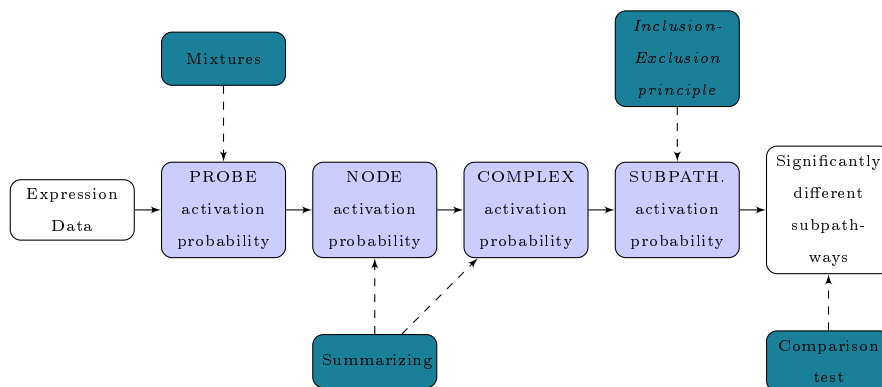 Mixtures
Inclusion-
Exclusion
principle
Expression
Data
PROBE
activation
probability
NODE
activation
probability
COMPLEX
activation
probability
SUBPATH.
activation
probability
Significantly
different
subpath-
ways
Summarizing
Comparison
test